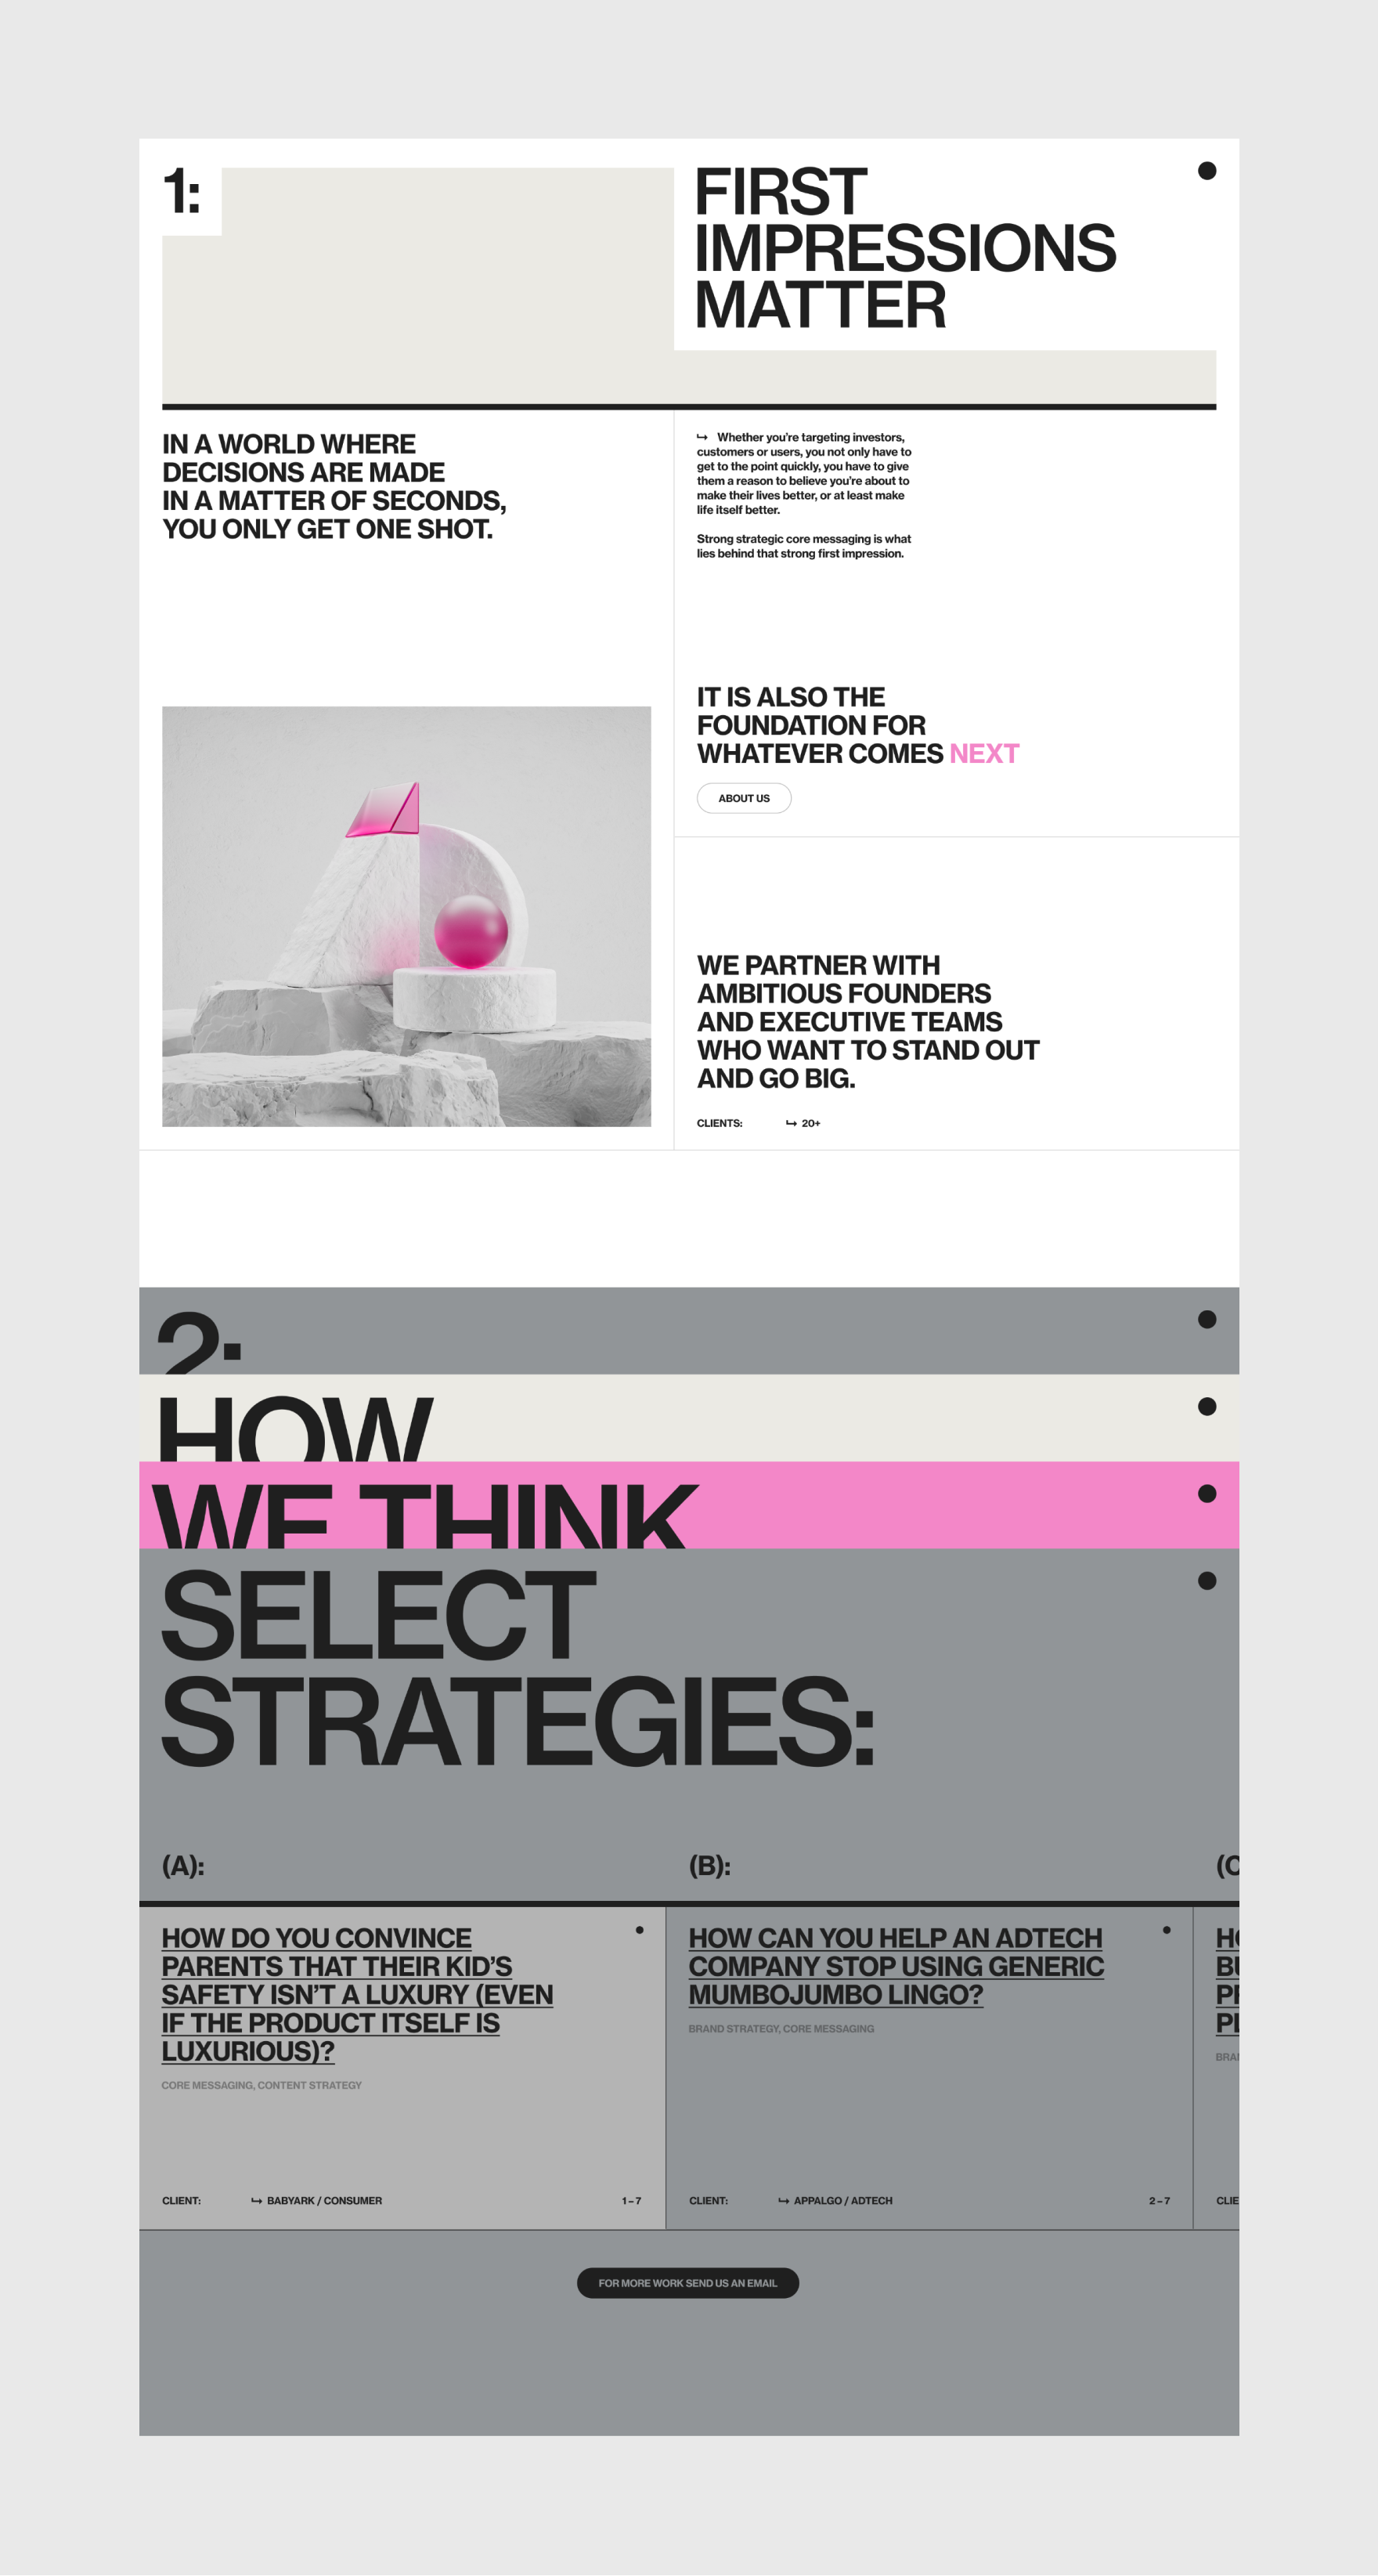 1:
FIRST
IMPRESSIONS
MATTER
IN A WORLD WHERE
DECISIONS ARE MADE
IN A MATTER OF SECONDS,
YOU ONLY GET ONE SHOT.
↪ Whether you're targeting investors,
customers or users, you not only have to
get to the point quickly, you have to give
them a reason to believe you're about to
make their lives better, or at least make
life itself better.
Strong strategic core messaging is what
lies behind that strong first impression.
IT IS ALSO THE
FOUNDATION FOR
WHATEVER COMES NEXT
ABOUT US
WE PARTNER WITH
AMBITIOUS FOUNDERS
AND EXECUTIVE TEAMS
WHO WANT TO STAND OUT
AND GO BIG.
CLIENTS: ↪ 20+
2:
HOW
WE THINK
SELECT
STRATEGIES:
(A):
HOW DO YOU CONVINCE
PARENTS THAT THEIR KID'S
SAFETY ISN'T A LUXURY (EVEN
IF THE PRODUCT ITSELF IS
LUXURIOUS)?
CORE MESSAGING, CONTENT STRATEGY
CLIENT: ↪ BABYARK / CONSUMER 1 – 7
(B):
HOW CAN YOU HELP AN ADTECH
COMPANY STOP USING GENERIC
MUMBOJUMBO LINGO?
BRAND STRATEGY, CORE MESSAGING
CLIENT: ↪ APPALGO / ADTECH 2 – 7
(C
FOR MORE WORK SEND US AN EMAIL